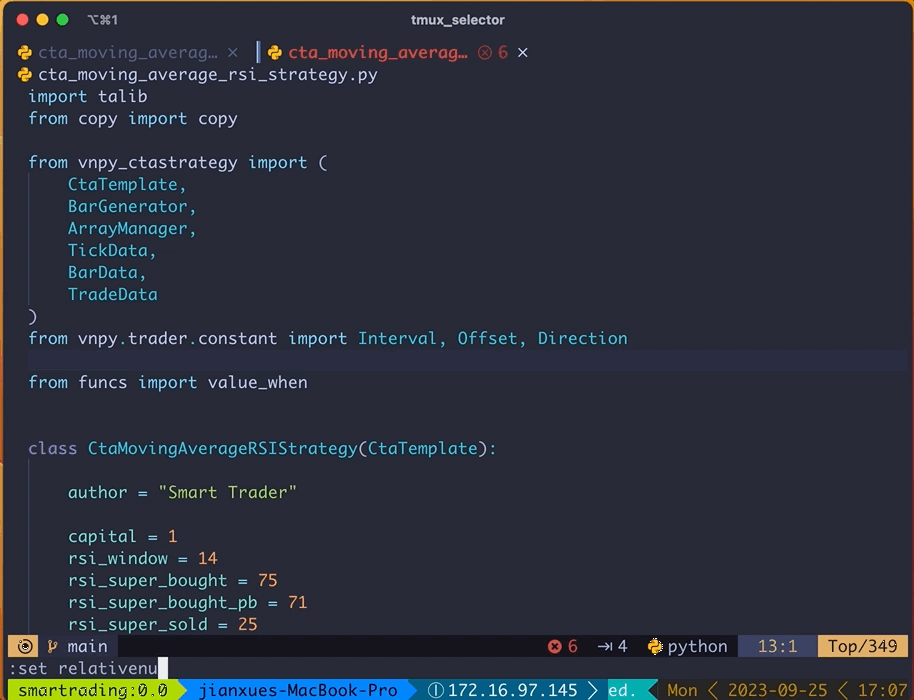 ⌥⌘1
tmux_selector
cta_moving_averag… ×
cta_moving_averag… 6 ×
cta_moving_average_rsi_strategy.py
import talib
from copy import copy
from vnpy_ctastrategy import (
CtaTemplate,
BarGenerator,
ArrayManager,
TickData,
BarData,
TradeData
)
from vnpy.trader.constant import Interval, Offset, Direction
from funcs import value_when
class CtaMovingAverageRSIStrategy(CtaTemplate):
author = "Smart Trader"
capital = 1
rsi_window = 14
rsi_super_bought = 75
rsi_super_bought_pb = 71
rsi_super_sold = 25
main 6 4 python 13:1 Top/349
:set relativenu
smartrading:0.0 jianxues-MacBook-Pro 172.16.97.145 ed. Mon 2023-09-25 17:07